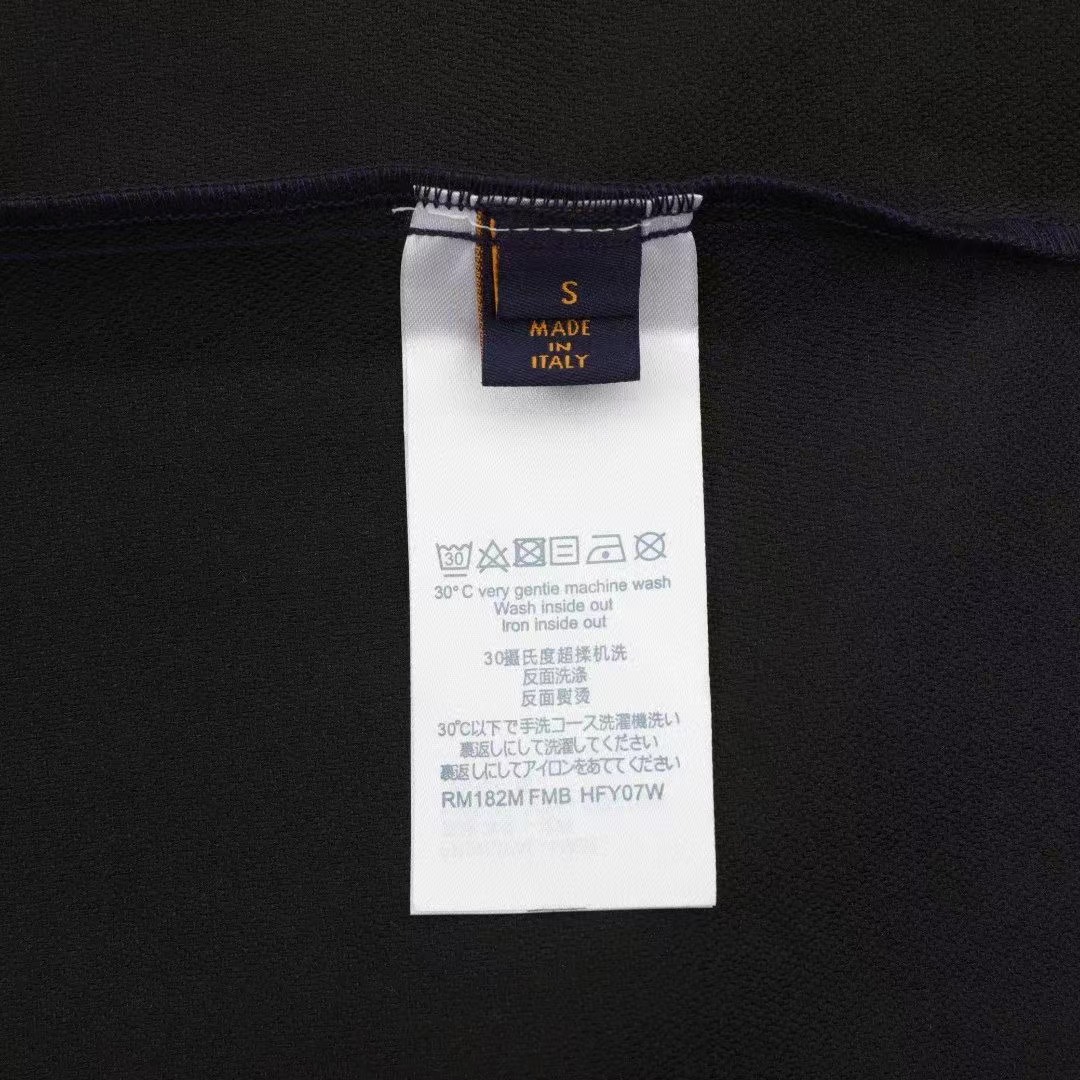 S
MADE
IN
ITALY
30
30°C very gentie machine wash
Wash inside out
Iron inside out
30摄氏度超揉机洗
反面洗涤
反面熨烫
30℃以下で手洗コース洗濯機洗い
裏返しにして洗濯してください
裏返しにしてアイロンをあててください
RM182M FMB HFY07W